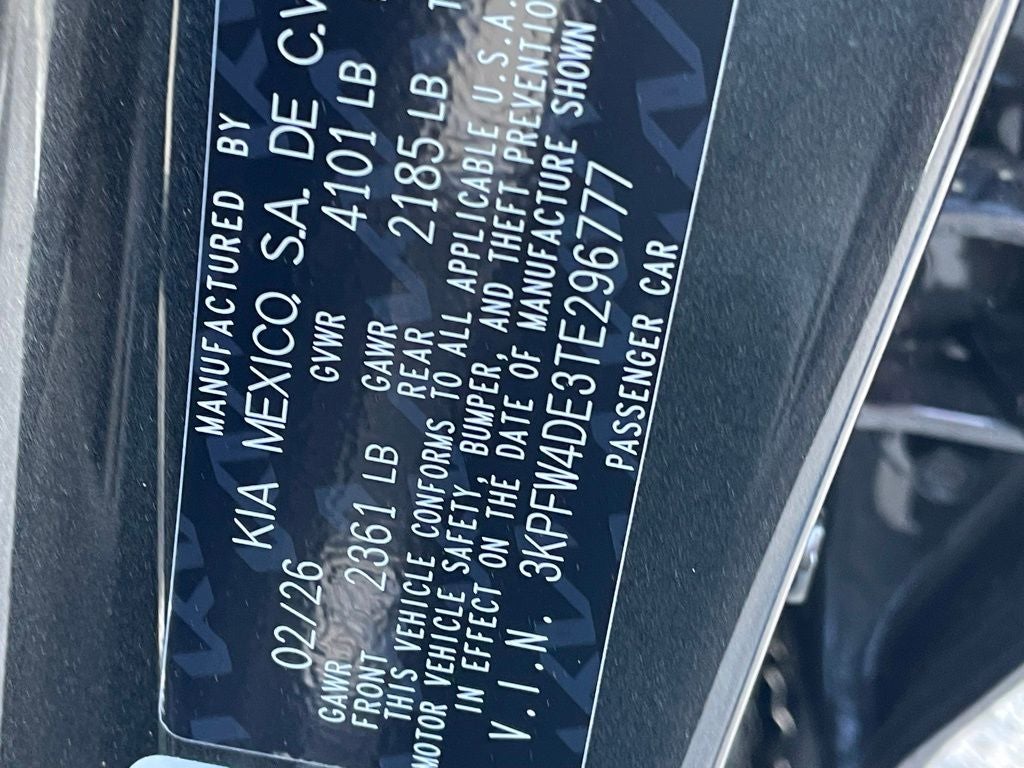 MANUFACTURED BY
KIA MEXICO, S.A. DE C.V
02/26 GVWR 4101 LB
GAWR FRONT 2361 LB GAWR REAR 2185 LB
THIS VEHICLE CONFORMS TO ALL APPLICABLE U.S.A.
MOTOR VEHICLE SAFETY, BUMPER, AND THEFT PREVENTIO
IN EFFECT ON THE DATE OF MANUFACTURE SHOWN
V.I.N. 3KPFW4DE3TE296777
PASSENGER CAR